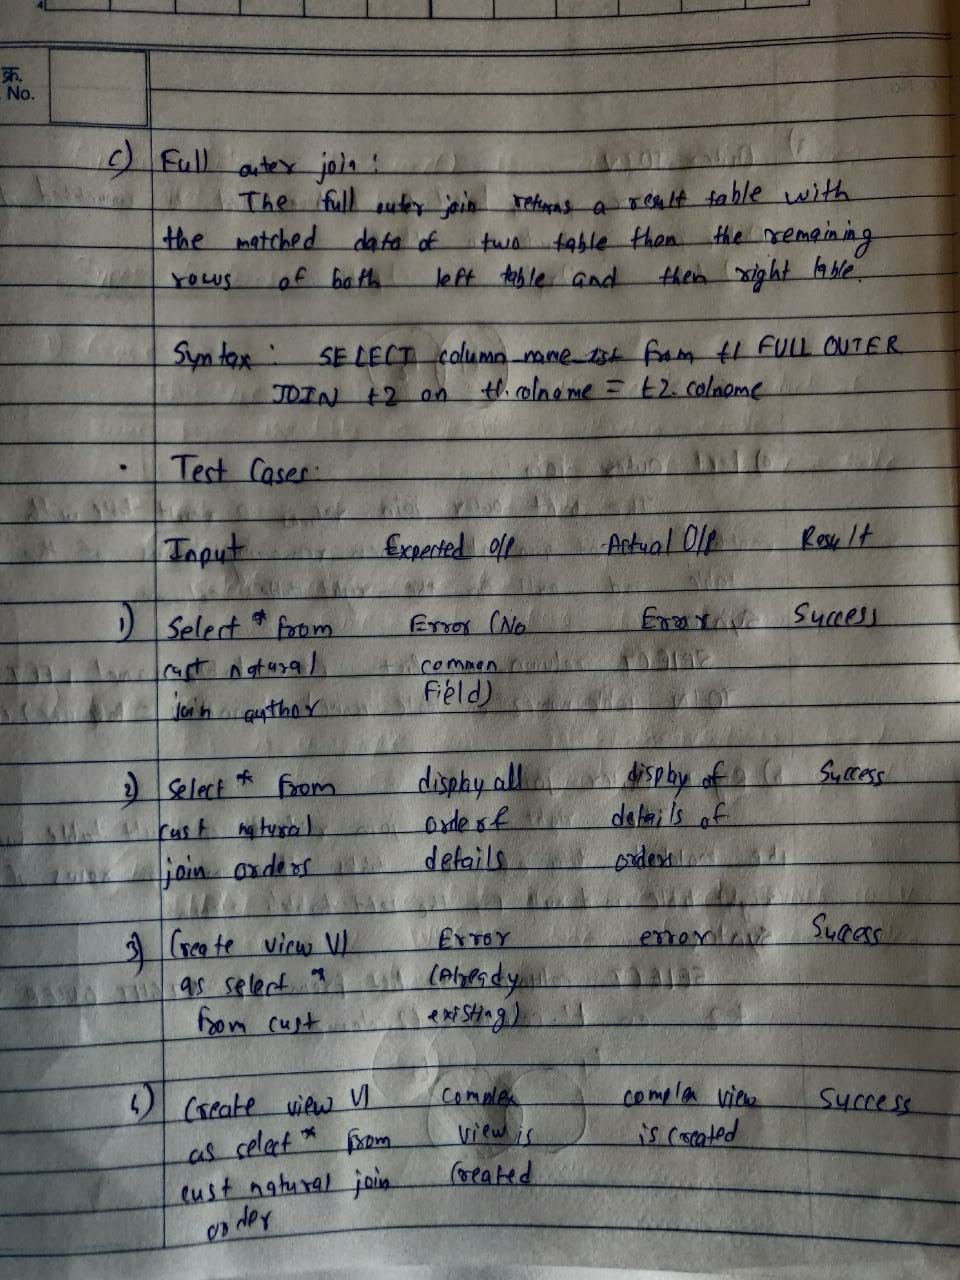 क्र.
No.
c) Full outer join :
The full outer join returns a result table with
the matched data of two table then the remaining
rows of both left table and then right table.
Syntax : SELECT column_name_list from t1 FULL OUTER
JOIN t2 on t1.colname = t2.colname
• Test Cases:
Input Expected O/P Actual O/P Result
1) Select * from Error (No Error Success
cust natural common
join author Field)
2) Select * from display all display of Success
cust natural order details of
join orders details orders
3) Create view V1 Error error Success
as select * (Already
from cust existing)
4) Create view V1 Complex complex view Success
as select * from view is is created
cust natural join Created
order